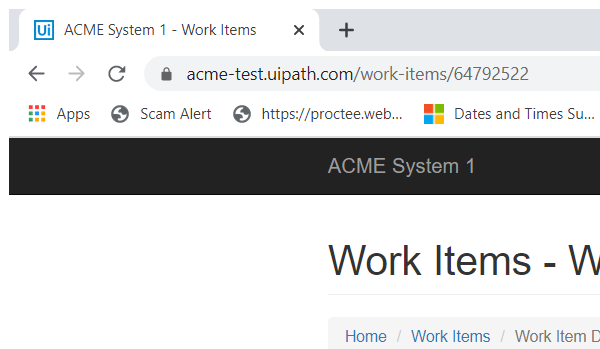 Ui ACME System 1 - Work Items
acme-test.uipath.com/work-items/64792522
Apps Scam Alert https://proctee.web... Dates and Times Su...
ACME System 1
Work Items - W
Home / Work Items / Work Item D